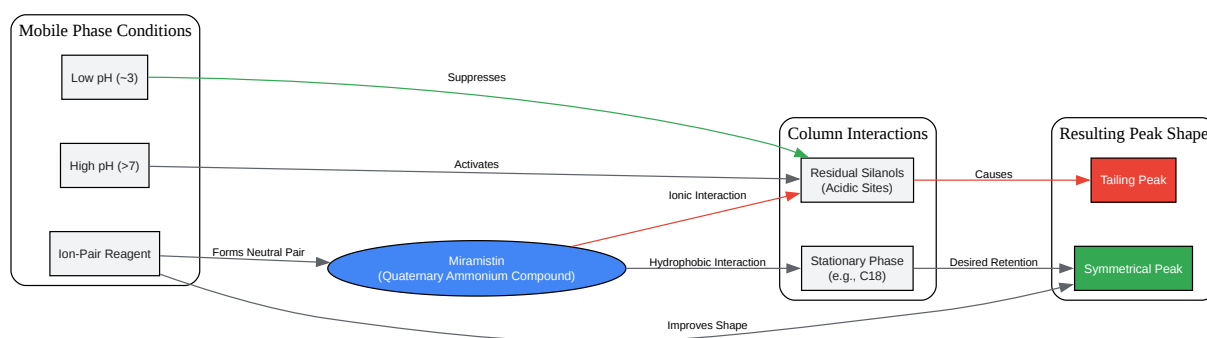 Mobile Phase Conditions
Low pH (~3)
Suppresses
High pH (>7)
Activates
Ion-Pair Reagent
Forms Neutral Pair
Miramistin
(Quaternary Ammonium Compound)
Ionic Interaction
Hydrophobic Interaction
Improves Shape
Column Interactions
Residual Silanols
(Acidic Sites)
Causes
Stationary Phase
(e.g., C18)
Desired Retention
Resulting Peak Shape
Tailing Peak
Symmetrical Peak